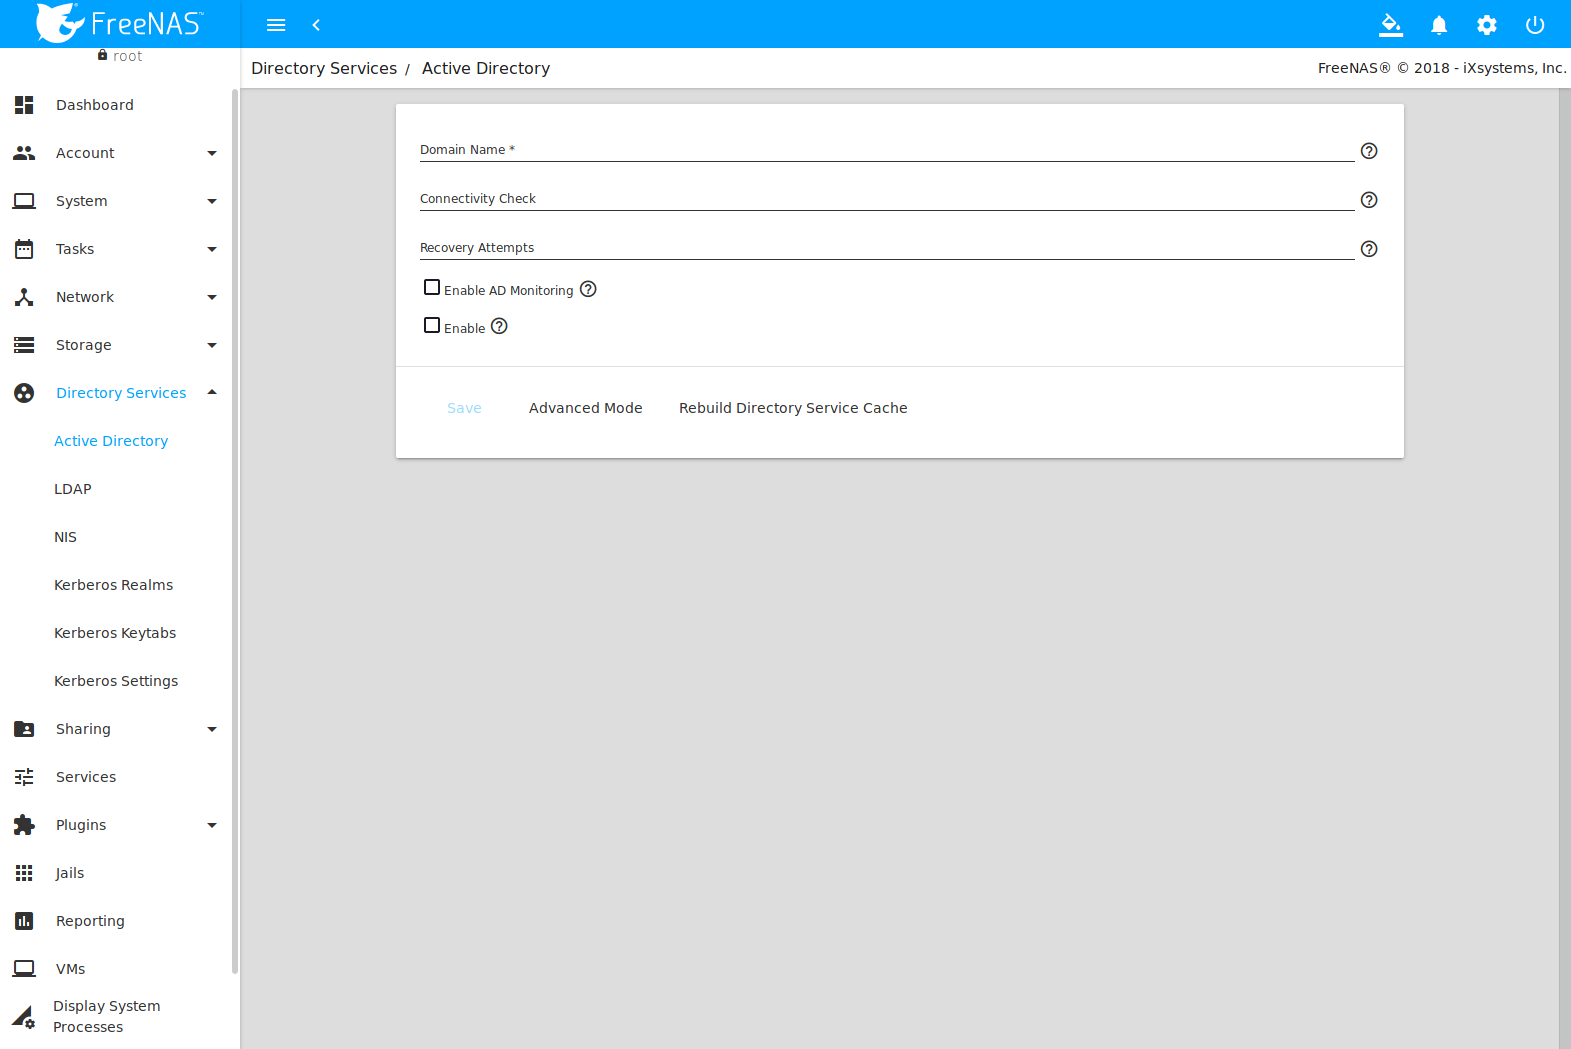 FreeNAS™
root
Directory Services / Active Directory
FreeNAS® © 2018 - iXsystems, Inc.
Dashboard
Account
System
Tasks
Network
Storage
Directory Services
Active Directory
LDAP
NIS
Kerberos Realms
Kerberos Keytabs
Kerberos Settings
Sharing
Services
Plugins
Jails
Reporting
VMs
Display System
Processes
Domain Name *
Connectivity Check
Recovery Attempts
Enable AD Monitoring
Enable
Save Advanced Mode Rebuild Directory Service Cache